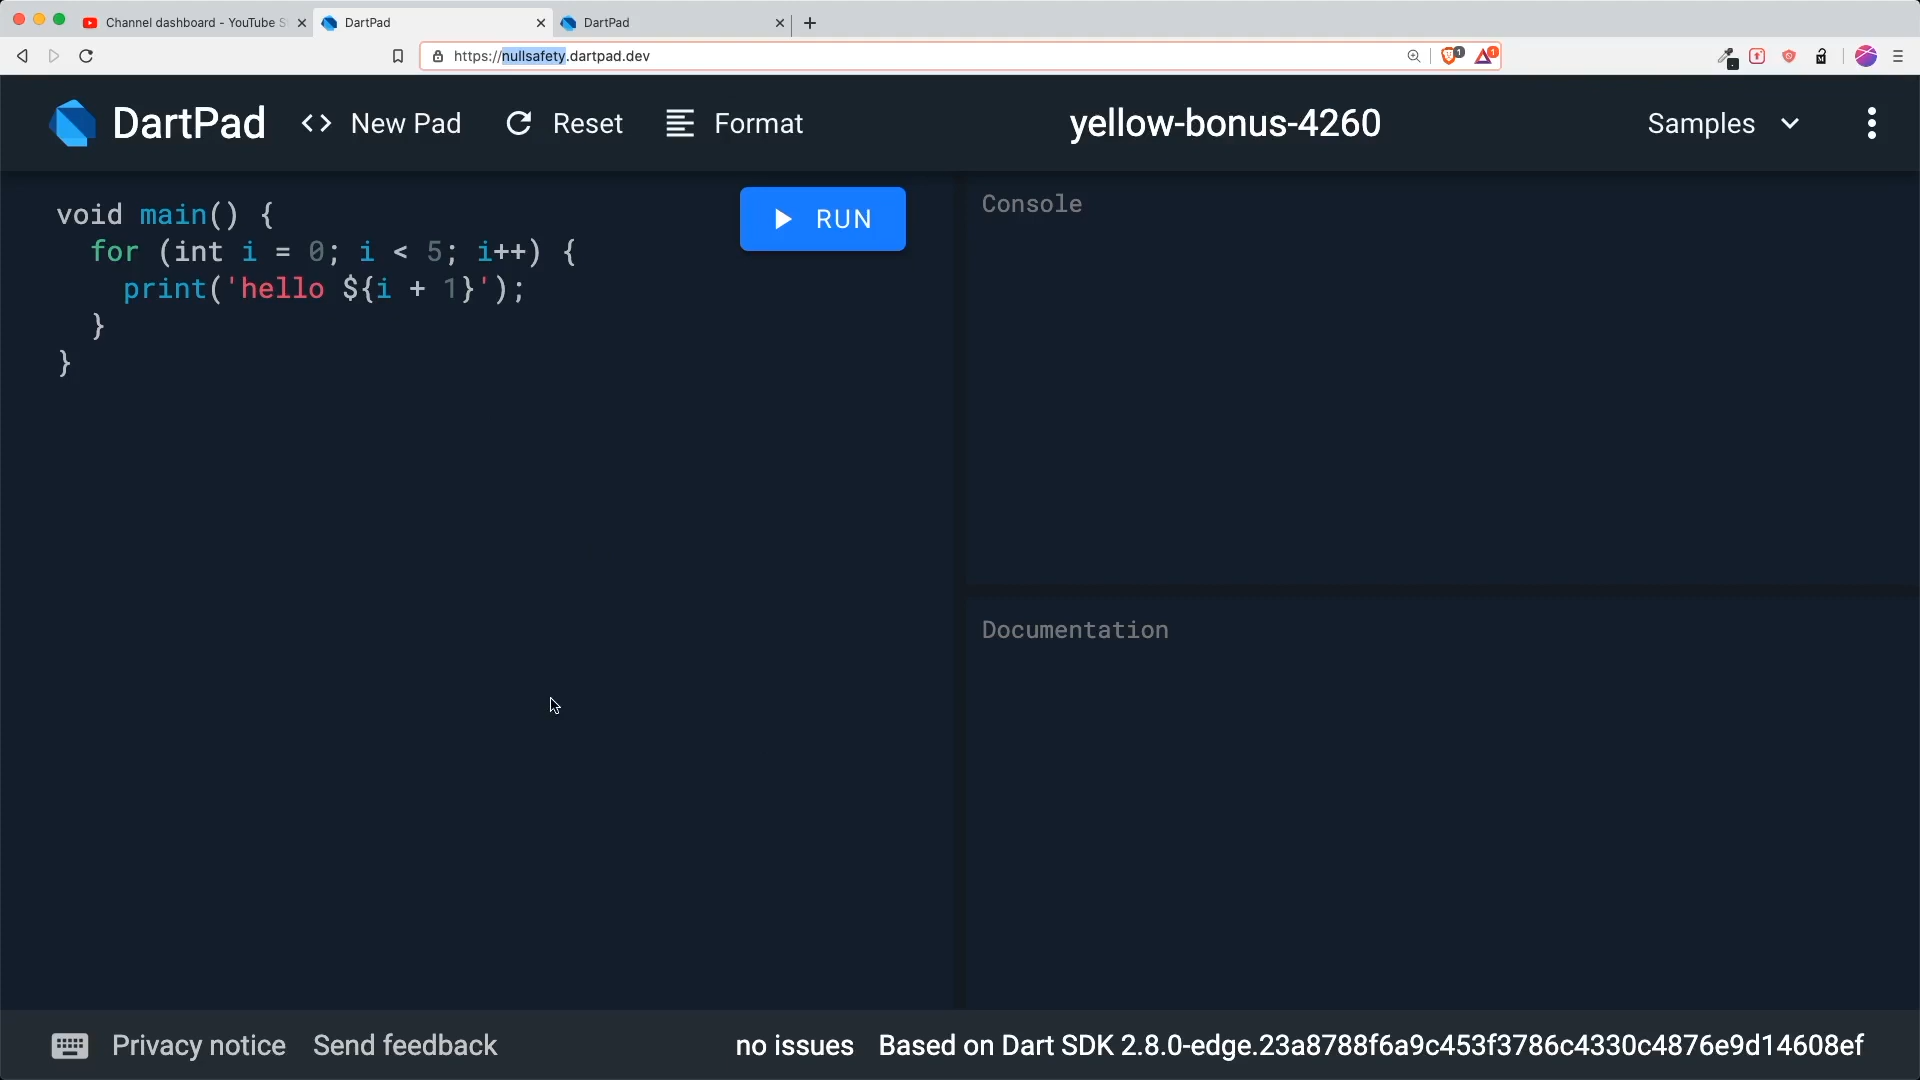 Channel dashboard - YouTube S
DartPad
DartPad
https://nullsafety.dartpad.dev
1
1
DartPad
New Pad
Reset
Format
yellow-bonus-4260
Samples
void main() {
  for (int i = 0; i < 5; i++) {
    print('hello ${i + 1}');
  }
}
RUN
Console
Documentation
Privacy notice
Send feedback
no issues
Based on Dart SDK 2.8.0-edge.23a8788f6a9c453f3786c4330c4876e9d14608ef